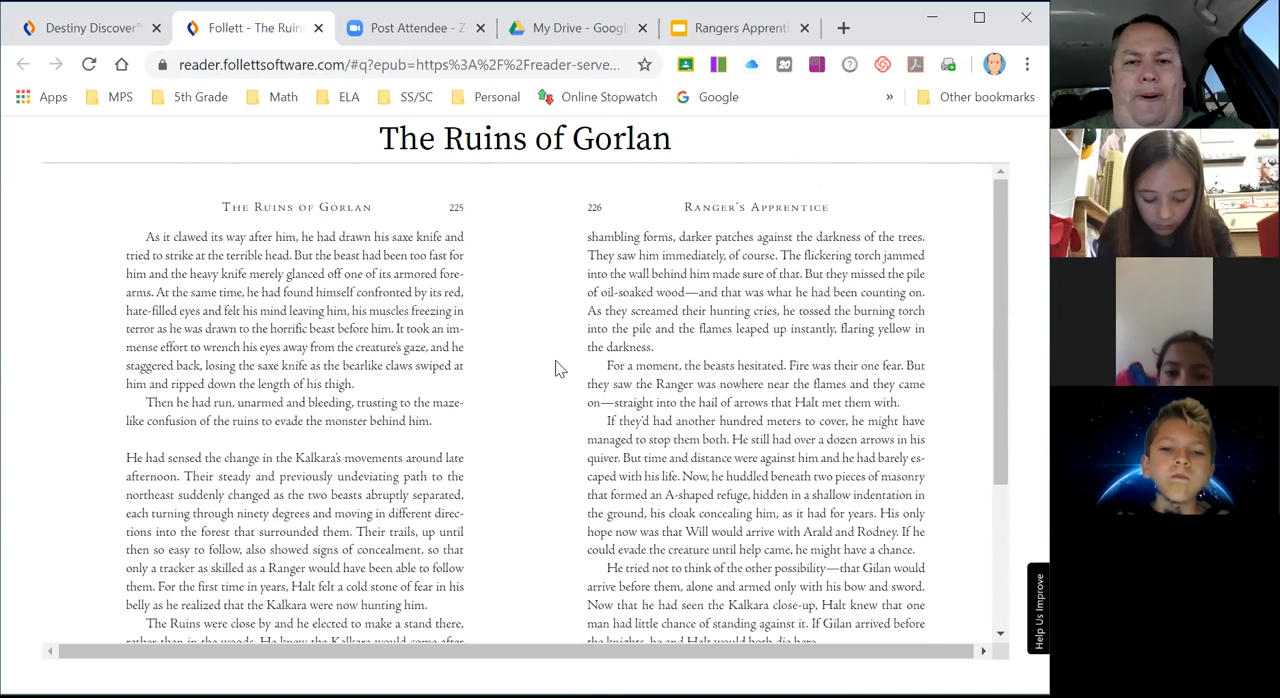 Destiny Discover
Follett - The Ruin
Post Attendee - Z
My Drive - Googl
Rangers Apprenti
reader.follettsoftware.com/#q?epub=https%3A%2F%2Freader-serve...
20
Apps
MPS
5th Grade
Math
ELA
SS/SC
Personal
Online Stopwatch
Google
»
Other bookmarks
The Ruins of Gorlan
The Ruins of Gorlan 225
As it clawed its way after him, he had drawn his saxe knife and
tried to strike at the terrible head. But the beast had been too fast for
him and the heavy knife merely glanced off one of its armored fore-
arms. At the same time, he had found himself confronted by its red,
hate-filled eyes and felt his mind leaving him, his muscles freezing in
terror as he was drawn to the horrific beast before him. It took an im-
mense effort to wrench his eyes away from the creature's gaze, and he
staggered back, losing the saxe knife as the bearlike claws swiped at
him and ripped down the length of his thigh.
Then he had run, unarmed and bleeding, trusting to the maze-
like confusion of the ruins to evade the monster behind him.
He had sensed the change in the Kalkara's movements around late
afternoon. Their steady and previously undeviating path to the
northeast suddenly changed as the two beasts abruptly separated,
each turning through ninety degrees and moving in different direc-
tions into the forest that surrounded them. Their trails, up until
then so easy to follow, also showed signs of concealment, so that
only a tracker as skilled as a Ranger would have been able to follow
them. For the first time in years, Halt felt a cold stone of fear in his
belly as he realized that the Kalkara were now hunting him.
The Ruins were close by and he elected to make a stand there,
rather than in the woods. He knew the Kalkara would come after
226 Ranger's Apprentice
shambling forms, darker patches against the darkness of the trees.
They saw him immediately, of course. The flickering torch jammed
into the wall behind him made sure of that. But they missed the pile
of oil-soaked wood—and that was what he had been counting on.
As they screamed their hunting cries, he tossed the burning torch
into the pile and the flames leaped up instantly, flaring yellow in
the darkness.
For a moment, the beasts hesitated. Fire was their one fear. But
they saw the Ranger was nowhere near the flames and they came
on—straight into the hail of arrows that Halt met them with.
If they'd had another hundred meters to cover, he might have
managed to stop them both. He still had over a dozen arrows in his
quiver. But time and distance were against him and he had barely es-
caped with his life. Now, he huddled beneath two pieces of masonry
that formed an A-shaped refuge, hidden in a shallow indentation in
the ground, his cloak concealing him, as it had for years. His only
hope now was that Will would arrive with Arald and Rodney. If he
could evade the creature until help came, he might have a chance.
He tried not to think of the other possibility—that Gilan would
arrive before them, alone and armed only with his bow and sword.
Now that he had seen the Kalkara close-up, Halt knew that one
man had little chance of standing against it. If Gilan arrived before
the knights, he and Halt would both die here.
Help Us Improve